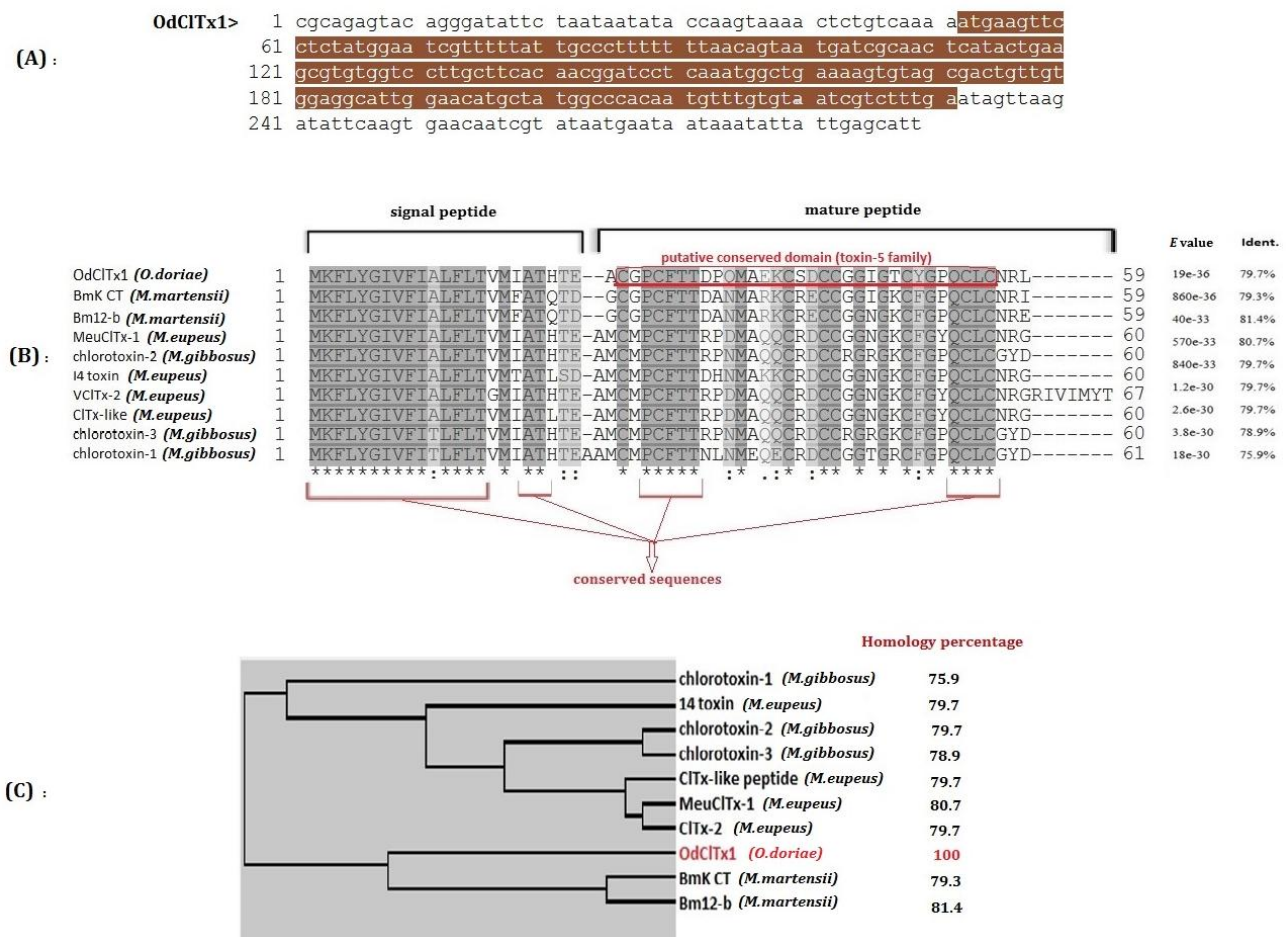 OdClTx1> 1 cgcagagtac agggatattc taataatata ccaagtaaaa ctctgtcaaa aatgaagttc
(A) : 61 ctctatggaa tcgtttttat tgcccttttt ttaacagtaa tgatcgcaac tcatactgaa
121 gcgtgtggtc cttgcttcac aacggatcct caaatggctg aaaagtgtag cgactgttgt
181 ggaggcattg gaacatgcta tggcccacaa tgtttgtgta atcgtctttg aatagttaag
241 atattcaagt gaacaatcgt ataatgaata ataaatatta ttgagcatt
signal peptide mature peptide
E value Ident.
putative conserved domain (toxin-5 family)
OdClTx1 (O.doriae) 1 MKFLYGIVFIALFLTVMIATHTE--ACGPCFTTDPQMAEKCSDCCGGIGTCYGPQCLCNRL------- 59 19e-36 79.7%
BmK CT (M.martensii) 1 MKFLYGIVFIALFLTVMFATQTD--GCGPCFTTDANMARKCRECCGGIGKCFGPQCLCNRI------- 59 860e-36 79.3%
Bm12-b (M.martensii) 1 MKFLYGIVFIALFLTVMFATQTD--GCGPCFTTDANMARKCRECCGGNGKCFGPQCLCNRE------- 59 40e-33 81.4%
(B) : MeuClTx-1 (M.eupeus) 1 MKFLYGIVFIALFLTVMIATHTE-AMCMPCFTTRPDMAQQCRDCCGGNGKCFGYQCLCNRG------- 60 570e-33 80.7%
chlorotoxin-2 (M.gibbosus) 1 MKFLYGIVFIALFLTVMIATHTE-AMCMPCFTTRPNMAQQCRDCCRGRGKCFGPQCLCGYD------- 60 840e-33 79.7%
I4 toxin (M.eupeus) 1 MKFLYGIVFIALFLTVMTATLSD-AMCMPCFTTDHNMAKKCRDCCGGNGKCFGPQCLCNRG------- 60 1.2e-30 79.7%
VClTx-2 (M.eupeus) 1 MKFLYGIVFIALFLTGMIATHTE-AMCMPCFTTRPDMAQQCRDCCGGNGKCFGYQCLCNRGRIVIMYT 67 2.6e-30 79.7%
ClTx-like (M.eupeus) 1 MKFLYGIVFIALFLTVMIATLTE-AMCMPCFTTRPDMAQQCRDCCGGNGKCFGYQCLCNRG------- 60 3.8e-30 78.9%
chlorotoxin-3 (M.gibbosus) 1 MKFLYGIVFITLFLTVMIATHTE-AMCMPCFTTRPNMAQQCRDCCRGRGKCFGPQCLCGYD------- 60 18e-30 75.9%
chlorotoxin-1 (M.gibbosus) 1 MKFLYGIVFITLFLTVMIATHTEAAMCMPCFTTNLNMEQECRDCCGGTGRCFGPQCLCGYD------- 61
**********:**** * ** :: * ***** :* .:* :** * * *:* ****
conserved sequences
Homology percentage
chlorotoxin-1 (M.gibbosus) 75.9
14 toxin (M.eupeus) 79.7
chlorotoxin-2 (M.gibbosus) 79.7
chlorotoxin-3 (M.gibbosus) 78.9
ClTx-like peptide (M.eupeus) 79.7
(C) : MeuClTx-1 (M.eupeus) 80.7
ClTx-2 (M.eupeus) 79.7
OdClTx1 (O.doriae) 100
BmK CT (M.martensii) 79.3
Bm12-b (M.martensii) 81.4